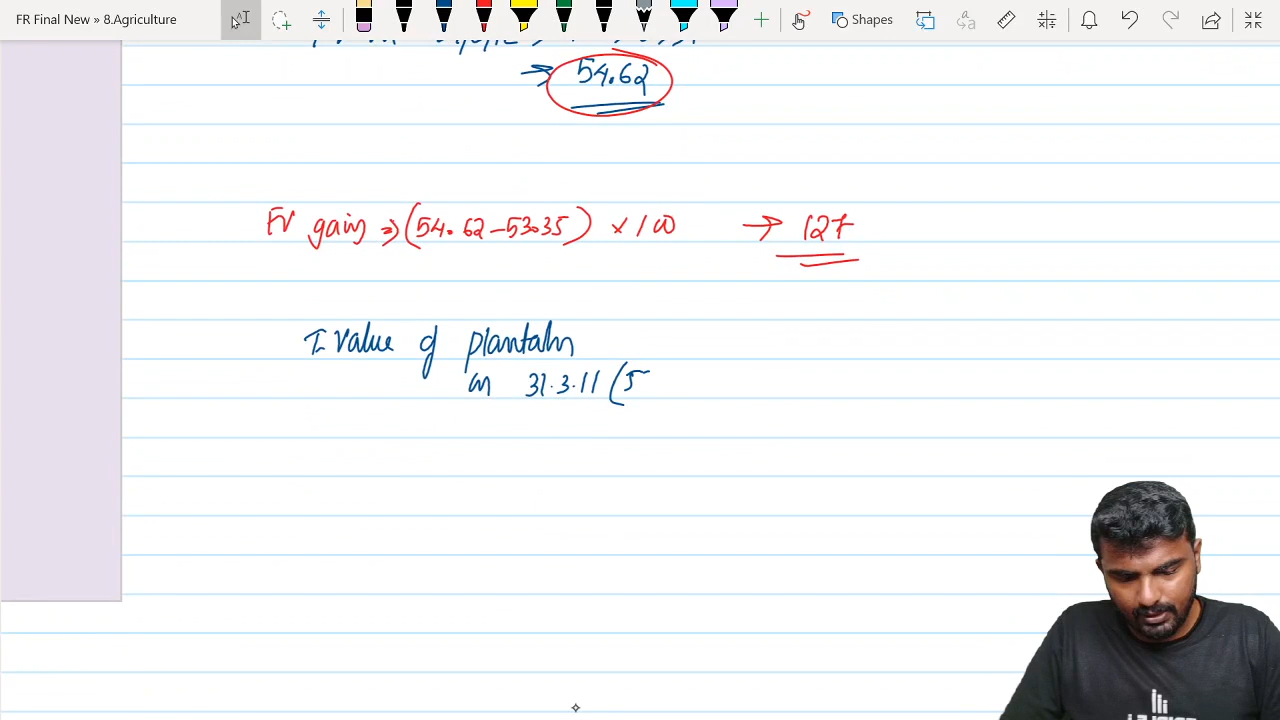 FR Final New » 8.Agriculture
Shapes
→ 54.62
FV gain ⇒ (54.62-53.35) × 100 → 127
I value of plantatn
on 31.3.11 (5